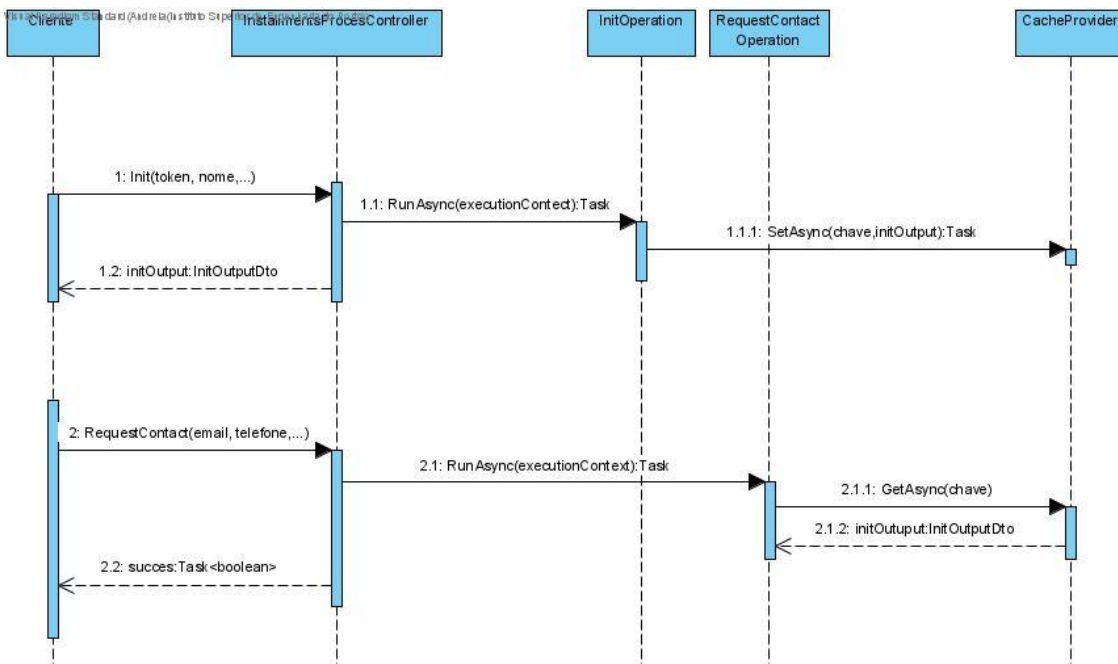 Cliente
InstalmentsProcesController
InitOperation
RequestContact
Operation
CacheProvider
1: Init(token, nome,...)
1.1: RunAsync(executionContect):Task
1.1.1: SetAsync(chave,initOutput):Task
1.2: initOutput:InitOutputDto
2: RequestContact(email, telefone,...)
2.1: RunAsync(executionContext):Task
2.1.1: GetAsync(chave)
2.1.2: initOutuput:InitOutputDto
2.2: succes:Task<boolean>